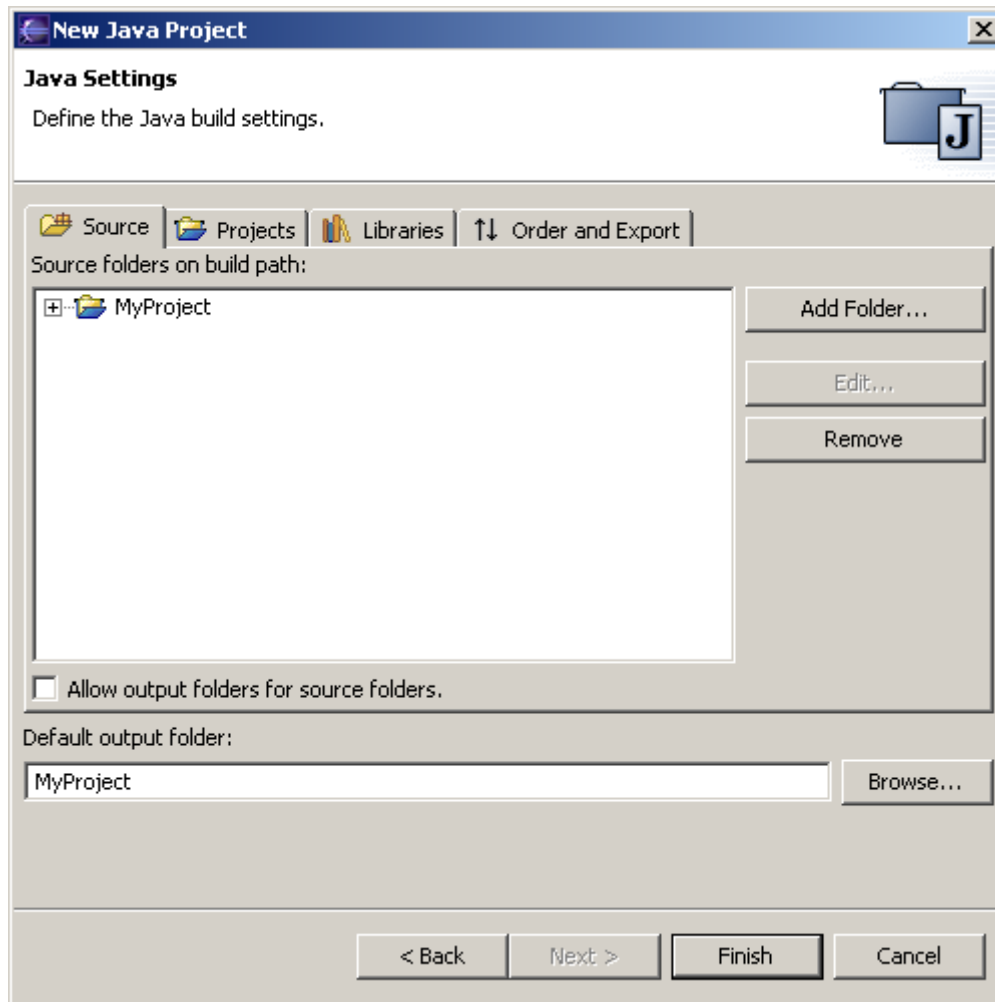 New Java Project
Java Settings
Define the Java build settings.
J
Source Projects Libraries Order and Export
Source folders on build path:
MyProject
Add Folder...
Edit...
Remove
Allow output folders for source folders.
Default output folder:
MyProject Browse...
< Back Next > Finish Cancel